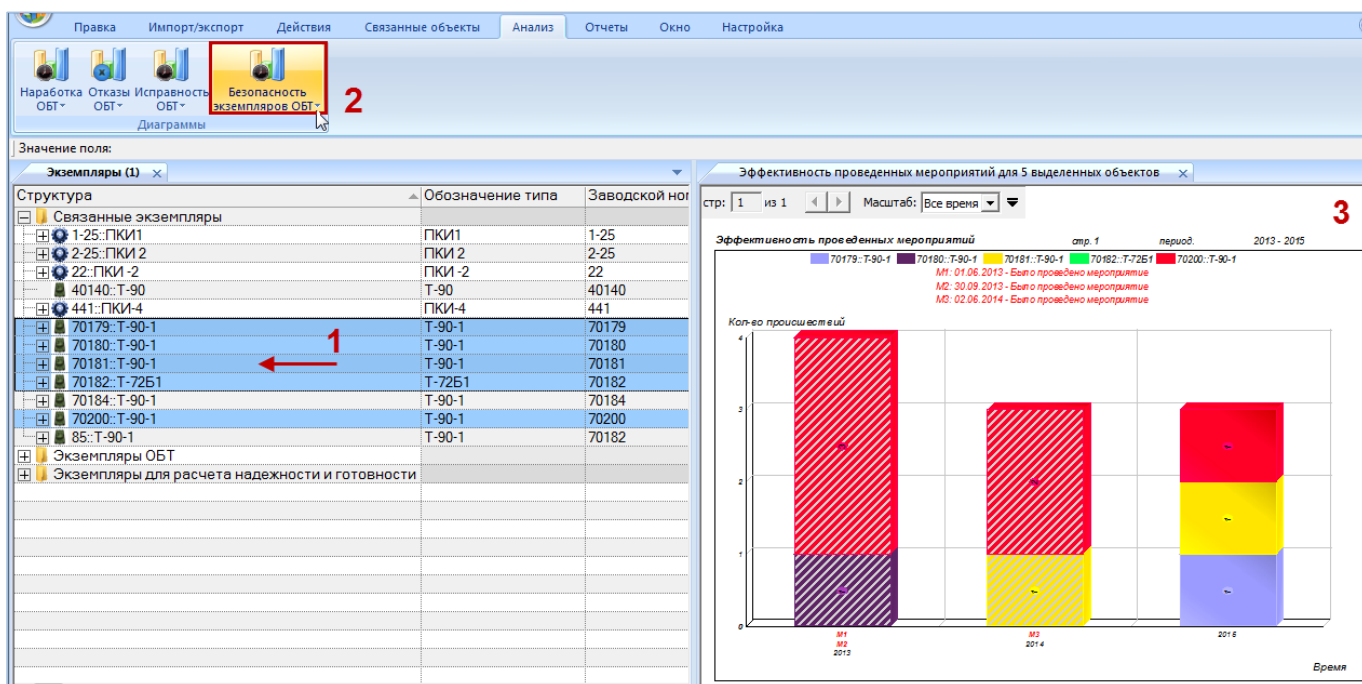 Правка Импорт/экспорт Действия Связанные объекты Анализ Отчеты Окно Настройка
Наработка ОБТ Отказы ОБТ Исправность ОБТ Безопасность экземпляров ОБТ
2
Диаграммы
Значение поля:
Экземпляры (1)
Структура Обозначение типа Заводской но
Связанные экземпляры
1-25::ПКИ1 ПКИ1 1-25
2-25::ПКИ 2 ПКИ 2 2-25
22::ПКИ -2 ПКИ -2 22
40140::Т-90 Т-90 40140
441::ПКИ-4 ПКИ-4 441
70179::Т-90-1 Т-90-1 70179
70180::Т-90-1 Т-90-1 70180
1
70181::Т-90-1 Т-90-1 70181
70182::Т-72Б1 Т-72Б1 70182
70184::Т-90-1 Т-90-1 70184
70200::Т-90-1 Т-90-1 70200
85::Т-90-1 Т-90-1 70182
Экземпляры ОБТ
Экземпляры для расчета надежности и готовности
Эффективность проведенных мероприятий для 5 выделенных объектов
стр: 1 из 1 Масштаб: Все время
3
Эффективность проведенных мероприятий стр. 1 период. 2013 - 2015
70179::Т-90-1 70180::Т-90-1 70181::Т-90-1 70182::Т-72Б1 70200::Т-90-1
М1: 01.06.2013 - Было проведено мероприятие
М2: 30.09.2013 - Было проведено мероприятие
М3: 02.06.2014 - Было проведено мероприятие
Кол-во происшествий
4
3
2
1
0
М1
М2
2013
М3
2014
2015
Время